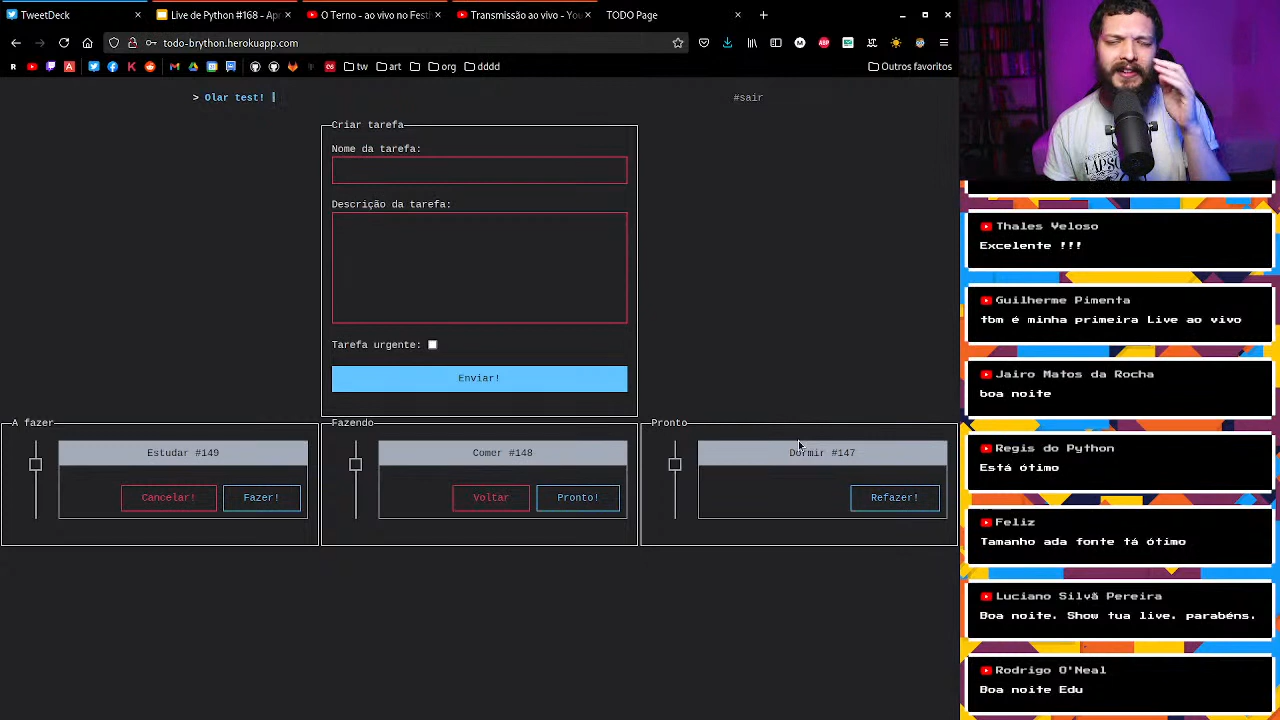 TweetDeck
Live de Python #168 - Apr
O Terno - ao vivo no Festi
Transmissão ao vivo - You
TODO Page
todo-brython.herokuapp.com
tw
art
org
dddd
Outros favoritos
> Olar test!
#sair
Criar tarefa
Nome da tarefa:
Descrição da tarefa:
Tarefa urgente:
Enviar!
A fazer
Estudar #149
Cancelar!
Fazer!
Fazendo
Comer #148
Voltar
Pronto!
Pronto
Dormir #147
Refazer!
Thales Veloso
Excelente !!!
Guilherme Pimenta
tbm é minha primeira Live ao vivo
Jairo Matos da Rocha
boa noite
Regis do Python
Está ótimo
Feliz
Tamanho ada fonte tá ótimo
Luciano Silvã Pereira
Boa noite. Show tua live, parabéns.
Rodrigo O'Neal
Boa noite Edu